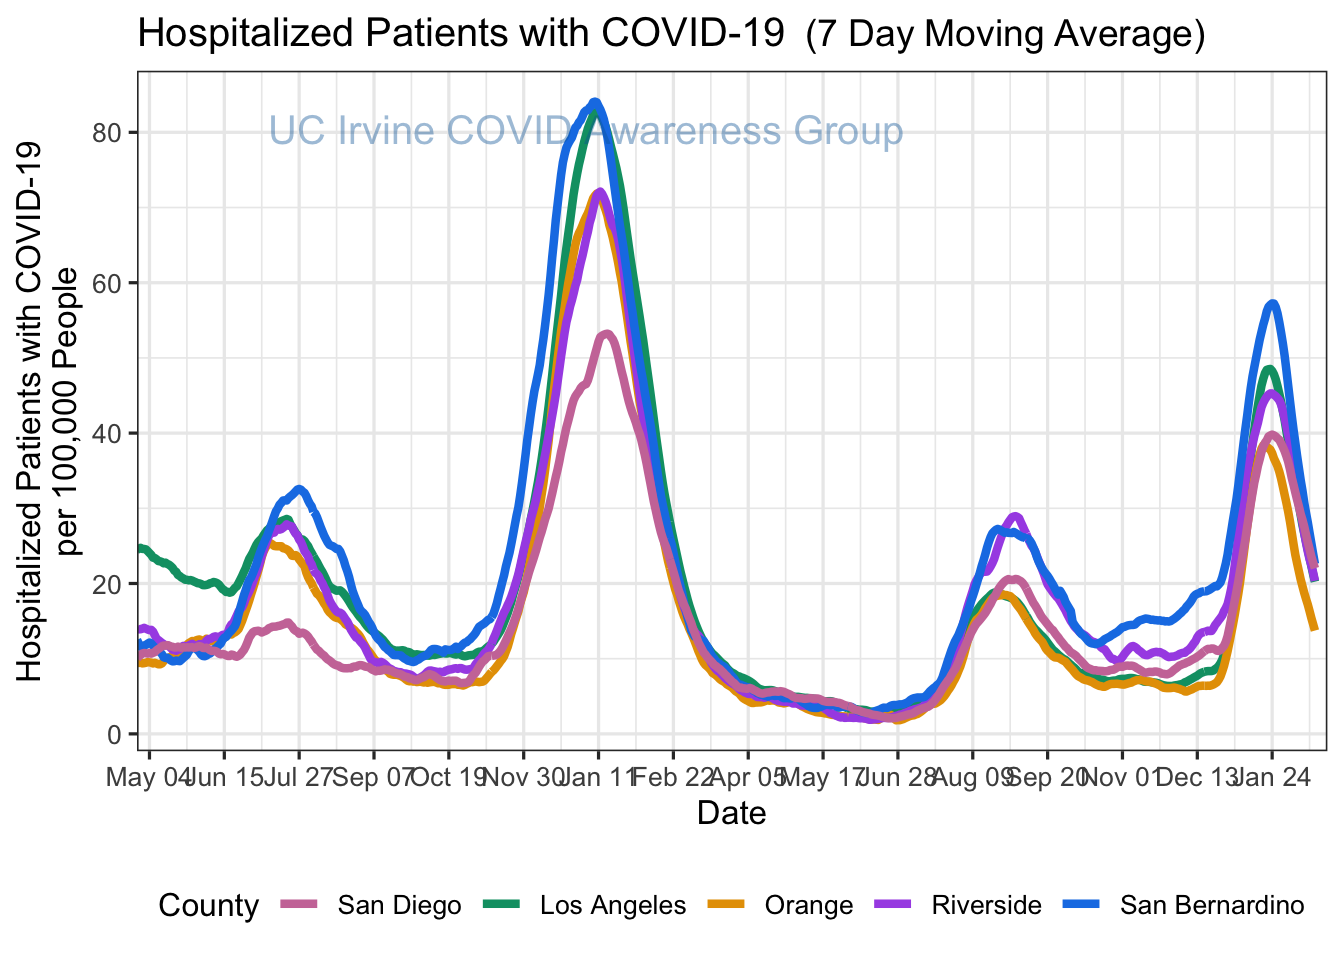 Hospitalized Patients with COVID-19 (7 Day Moving Average)
Hospitalized Patients with COVID-19
per 100,000 People
80
60
40
20
0
UC Irvine COVID Awareness Group
May 04 Jun 15 Jul 27 Sep 07 Oct 19 Nov 30 Jan 11 Feb 22 Apr 05 May 17 Jun 28 Aug 09 Sep 20 Nov 01 Dec 13 Jan 24
Date
County San Diego Los Angeles Orange Riverside San Bernardino